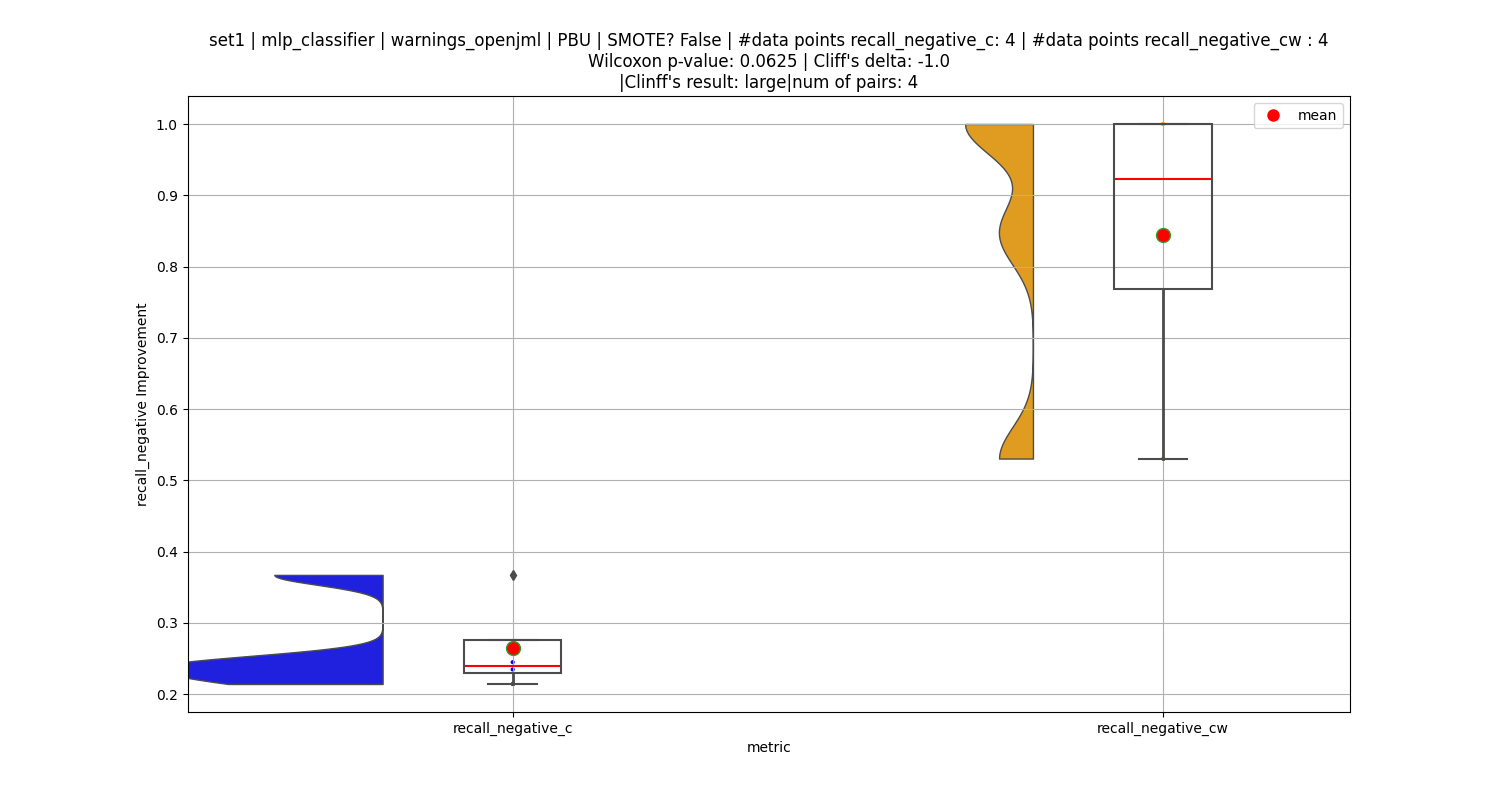 set1 | mlp_classifier | warnings_openjml | PBU | SMOTE? False | #data points recall_negative_c: 4 | #data points recall_negative_cw : 4
Wilcoxon p-value: 0.0625 | Cliff's delta: -1.0
|Clinff's result: large|num of pairs: 4
mean
1.0
0.9
0.8
0.7
0.6
0.5
0.4
0.3
0.2
recall_negative Improvement
recall_negative_c
recall_negative_cw
metric